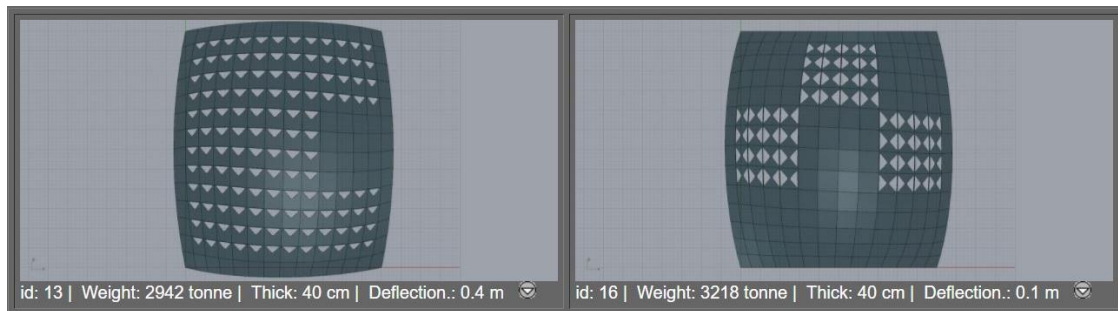 id: 13 | Weight: 2942 tonne | Thick: 40 cm | Deflection.: 0.4 m
id: 16 | Weight: 3218 tonne | Thick: 40 cm | Deflection.: 0.1 m